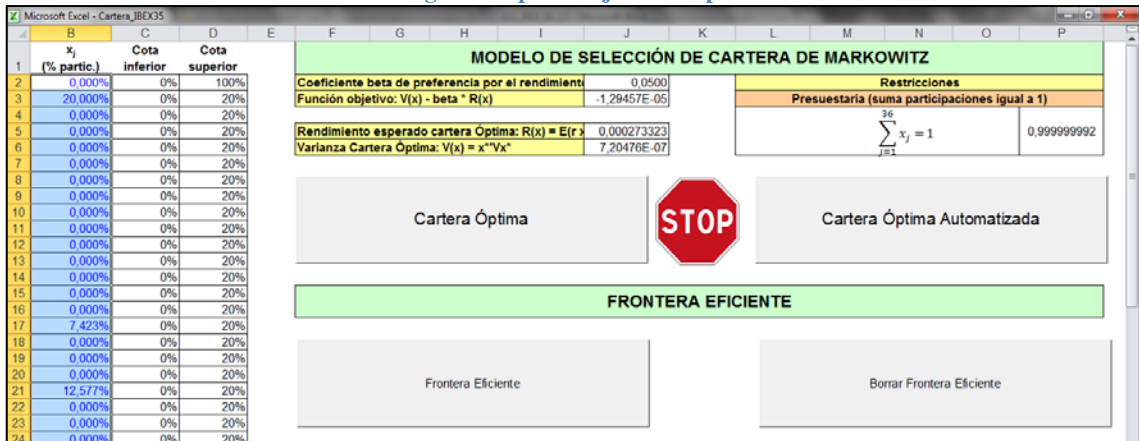 Microsoft Excel - Cartera_IBEX35
B C D E F G H I J K L M N O P
1 xj (% partic.) Cota inferior Cota superior MODELO DE SELECCIÓN DE CARTERA DE MARKOWITZ
2 0,000% 0% 100% Coeficiente beta de preferencia por el rendimiento 0,0500 Restricciones
3 20,000% 0% 20% Función objetivo: V(x) - beta * R(x) -1,29457E-05 Presuestaria (suma participaciones igual a 1)
4 0,000% 0% 20% 36
5 0,000% 0% 20% Rendimiento esperado cartera Óptima: R(x) = E(r x 0,000273323 ∑ xj = 1 0,999999992
6 0,000% 0% 20% Varianza Cartera Óptima: V(x) = x*'Vx* 7,20476E-07 j=1
7 0,000% 0% 20%
8 0,000% 0% 20%
9 0,000% 0% 20%
10 0,000% 0% 20% Cartera Óptima STOP Cartera Óptima Automatizada
11 0,000% 0% 20%
12 0,000% 0% 20%
13 0,000% 0% 20%
14 0,000% 0% 20%
15 0,000% 0% 20% FRONTERA EFICIENTE
16 0,000% 0% 20%
17 7,423% 0% 20%
18 0,000% 0% 20%
19 0,000% 0% 20%
20 0,000% 0% 20% Frontera Eficiente Borrar Frontera Eficiente
21 12,577% 0% 20%
22 0,000% 0% 20%
23 0,000% 0% 20%
24 0,000% 0% 20%